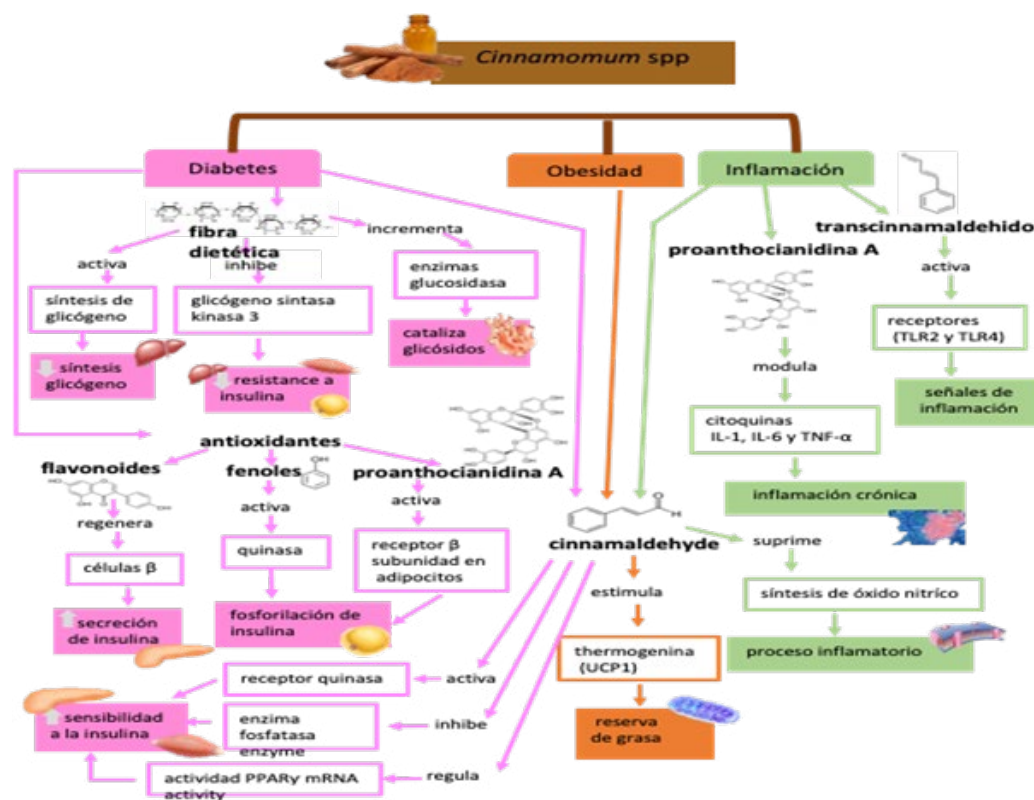 Cinnamomum spp
Diabetes
Obesidad
Inflamación
fibra
dietética
incrementa
activa
inhibe
síntesis de
glicógeno
glicógeno sintasa
kinasa 3
enzimas
glucosidasa
síntesis
glicógeno
resistance a
insulina
cataliza
glicósidos
proanthocianidina A
transcinnamaldehido
activa
receptores
(TLR2 y TLR4)
modula
señales de
inflamación
citoquinas
IL-1, IL-6 y TNF-α
inflamación crónica
antioxidantes
flavonoides
fenoles
proanthocianidina A
regenera
activa
activa
células β
quinasa
receptor β
subunidad en
adipocitos
secreción
de insulina
fosforilación de
insulina
cinnamaldehyde
suprime
estimula
síntesis de óxido nitríco
thermogenina
(UCP1)
proceso inflamatorio
reserva
de grasa
receptor quinasa
activa
sensibilidad
a la insulina
enzima
fosfatasa
enzyme
inhibe
actividad PPARγ mRNA
activity
regula